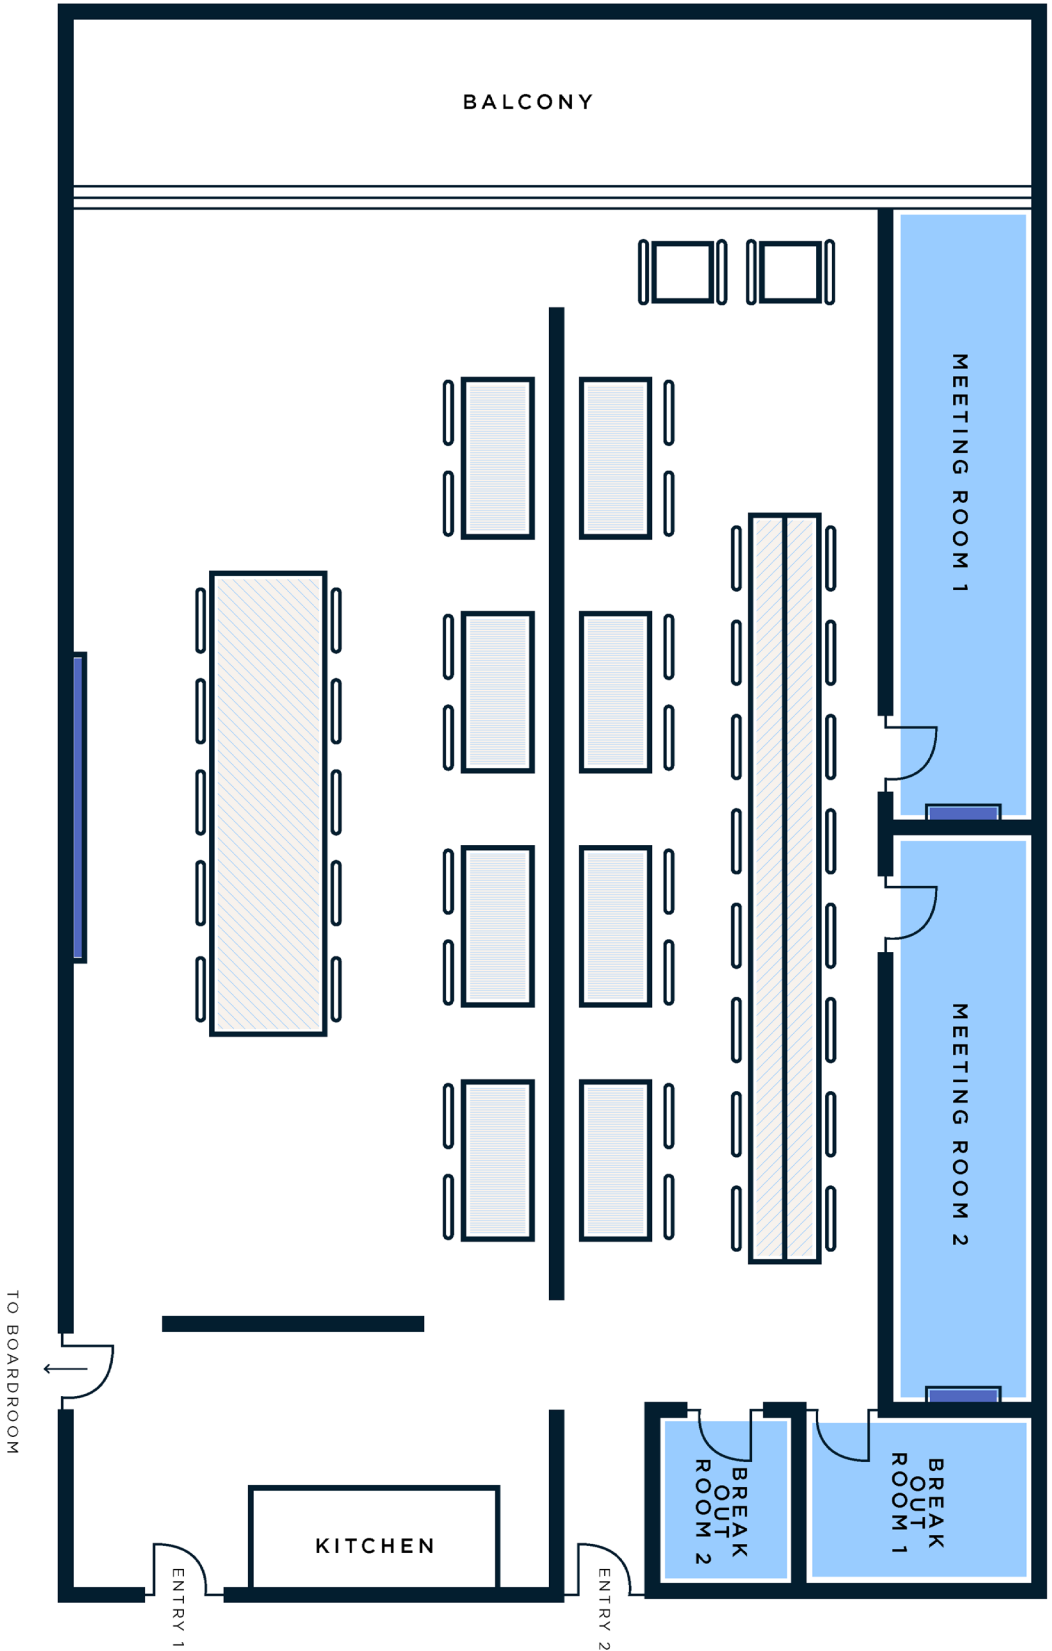 BALCONY
MEETING ROOM 1
MEETING ROOM 2
TO BOARDROOM
BREAK
OUT
ROOM 2
BREAK
OUT
ROOM 1
KITCHEN
ENTRY 1
ENTRY 2